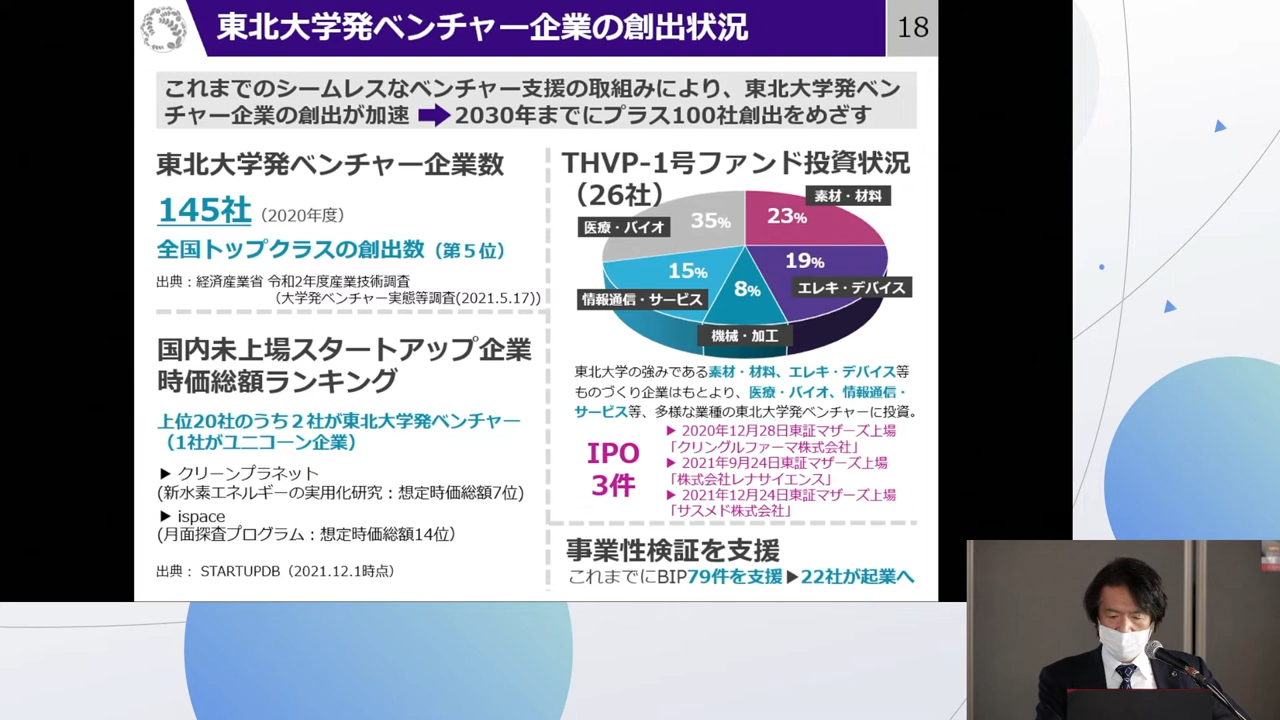 東北大学発ベンチャー企業の創出状況
18
これまでのシームレスなベンチャー支援の取組みにより、東北大学発ベン
チャー企業の創出が加速 ➡ 2030年までにプラス100社創出をめざす
東北大学発ベンチャー企業数
145社（2020年度）
全国トップクラスの創出数（第５位）
出典：経済産業省 令和2年度産業技術調査
（大学発ベンチャー実態等調査(2021.5.17)）
国内未上場スタートアップ企業
時価総額ランキング
上位20社のうち２社が東北大学発ベンチャー
（1社がユニコーン企業）
▶ クリーンプラネット
(新水素エネルギーの実用化研究：想定時価総額7位)
▶ ispace
(月面探査プログラム：想定時価総額14位）
出典： STARTUPDB（2021.12.1時点）
THVP-1号ファンド投資状況
（26社）
素材・材料
23%
医療・バイオ
35%
19%
エレキ・デバイス
15%
情報通信・サービス
8%
機械・加工
東北大学の強みである素材・材料、エレキ・デバイス等
ものづくり企業はもとより、医療・バイオ、情報通信・
サービス等、多様な業種の東北大学発ベンチャーに投資。
IPO
3件
▶ 2020年12月28日東証マザーズ上場
「クリングルファーマ株式会社」
▶ 2021年9月24日東証マザーズ上場
「株式会社レナサイエンス」
▶ 2021年12月24日東証マザーズ上場
「サスメド株式会社」
事業性検証を支援
これまでにBIP79件を支援▶22社が起業へ